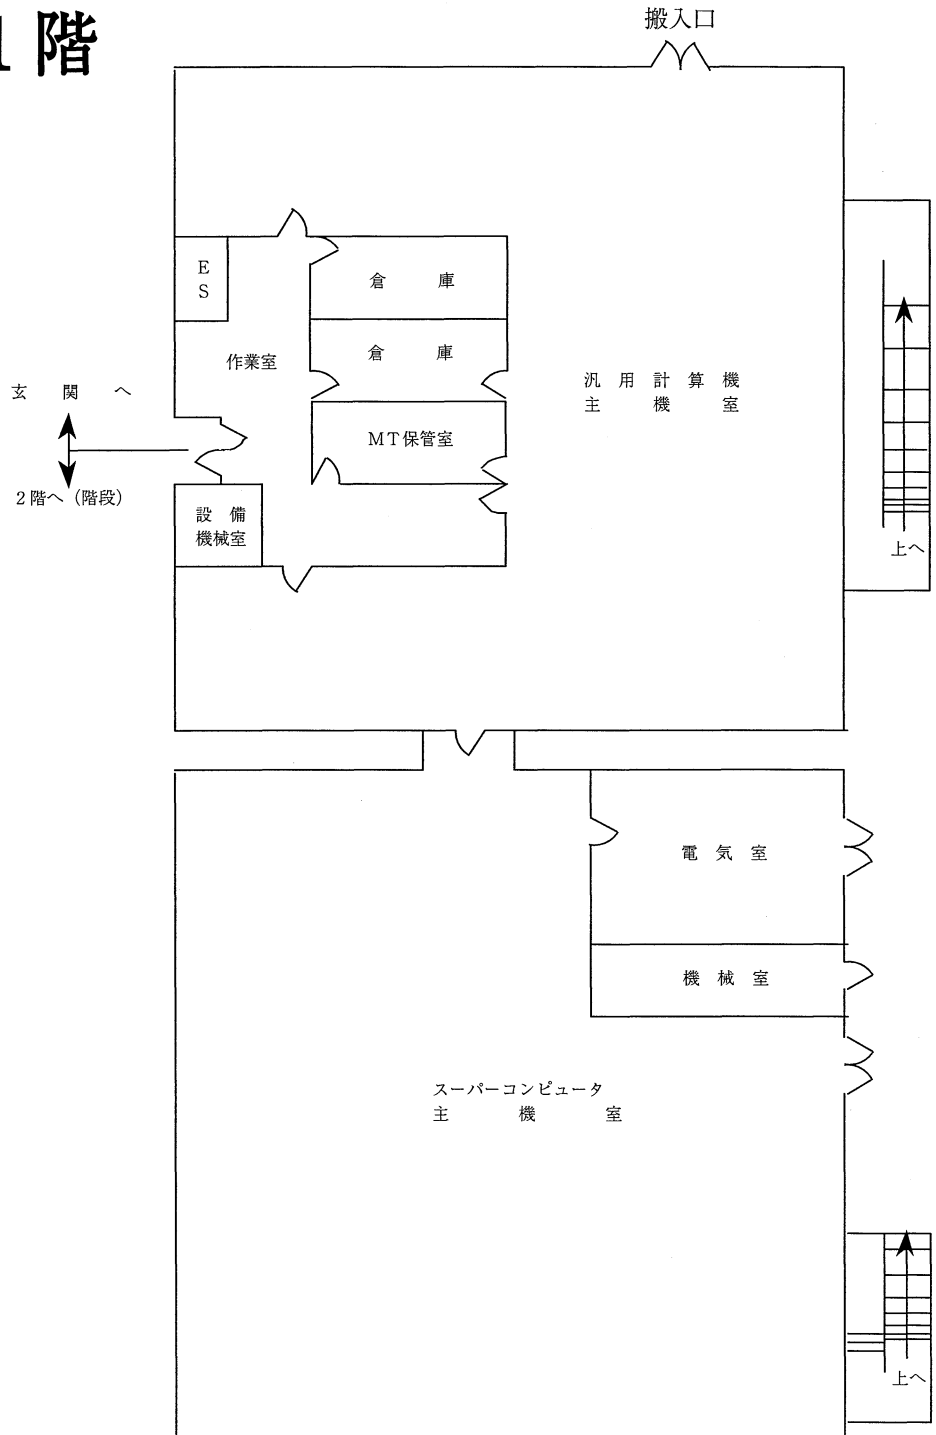 1階
搬入口
E
S
倉庫
倉庫
作業室
汎用計算機
主機室
玄関へ
MT保管室
2階へ（階段）
設備
機械室
上へ
電気室
機械室
スーパーコンピュータ
主機室
上へ